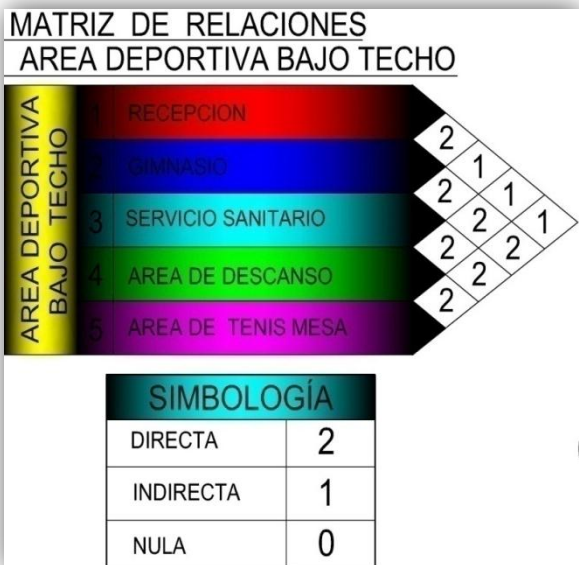 MATRIZ DE RELACIONES
AREA DEPORTIVA BAJO TECHO
AREA DEPORTIVA
BAJO TECHO
1 RECEPCION
2 GIMNASIO
3 SERVICIO SANITARIO
4 AREA DE DESCANSO
5 AREA DE TENIS MESA
2
1
2 1
2 1
2 2
2
2
SIMBOLOGÍA
DIRECTA 2
INDIRECTA 1
NULA 0